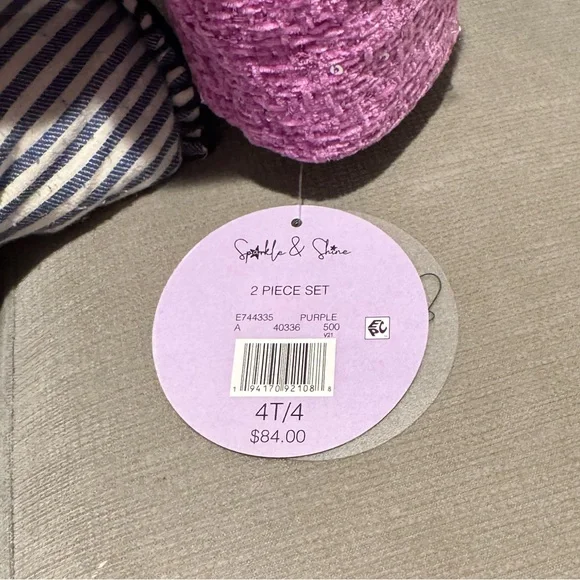 Sparkle & Shine
2 PIECE SET
E744335 PURPLE
A 40336 500
V21
1 94170 92108 8
4T/4
$84.00